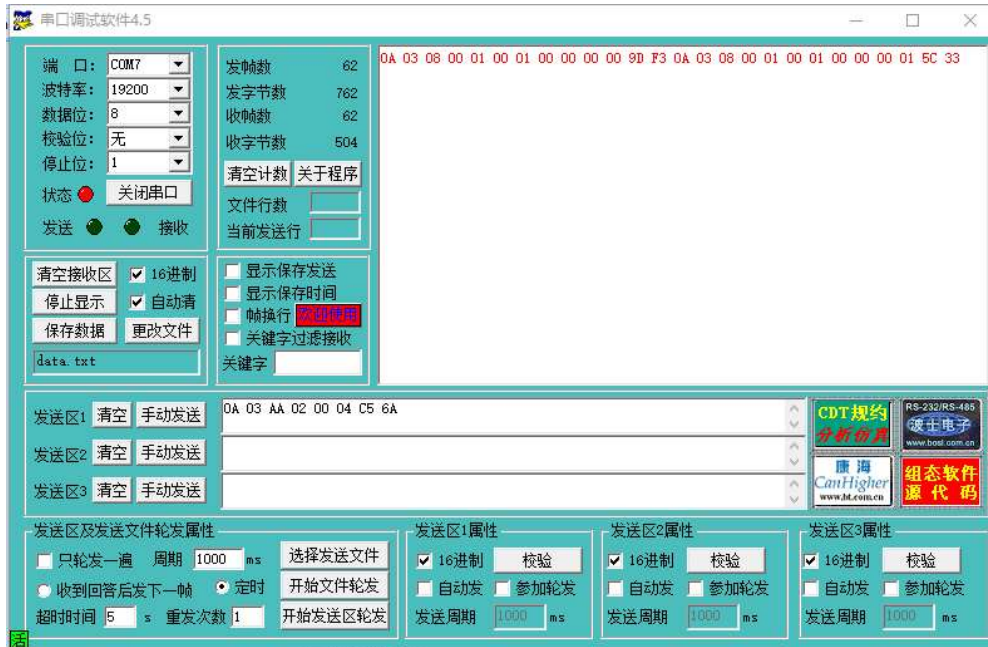 串口调试软件4.5
端 口: COM7
波特率: 19200
数据位: 8
校验位: 无
停止位: 1
状态 关闭串口
发送 接收
发帧数 62
发字节数 762
收帧数 62
收字节数 504
清空计数 关于程序
文件行数
当前发送行
0A 03 08 00 01 00 01 00 00 00 00 9D F3 0A 03 08 00 01 00 01 00 00 00 01 5C 33
清空接收区 16进制
停止显示 自动清
保存数据 更改文件
data.txt
显示保存发送
显示保存时间
帧换行 欢迎使用
关键字过滤接收
关键字
发送区1 清空 手动发送 0A 03 AA 02 00 04 C5 6A
发送区2 清空 手动发送
发送区3 清空 手动发送
CDT规约
分析仿真
RS-232/RS-485
波士电子
www.bosi.com.cn
康海
CanHigher
www.ht.com.cn
组态软件
源代码
发送区及发送文件轮发属性
只轮发一遍 周期 1000 ms 选择发送文件
收到回答后发下一帧 定时 开始文件轮发
超时时间 5 s 重发次数 1 开始发送区轮发
发送区1属性
16进制 校验
自动发 参加轮发
发送周期 1000 ms
发送区2属性
16进制 校验
自动发 参加轮发
发送周期 1000 ms
发送区3属性
16进制 校验
自动发 参加轮发
发送周期 1000 ms
活